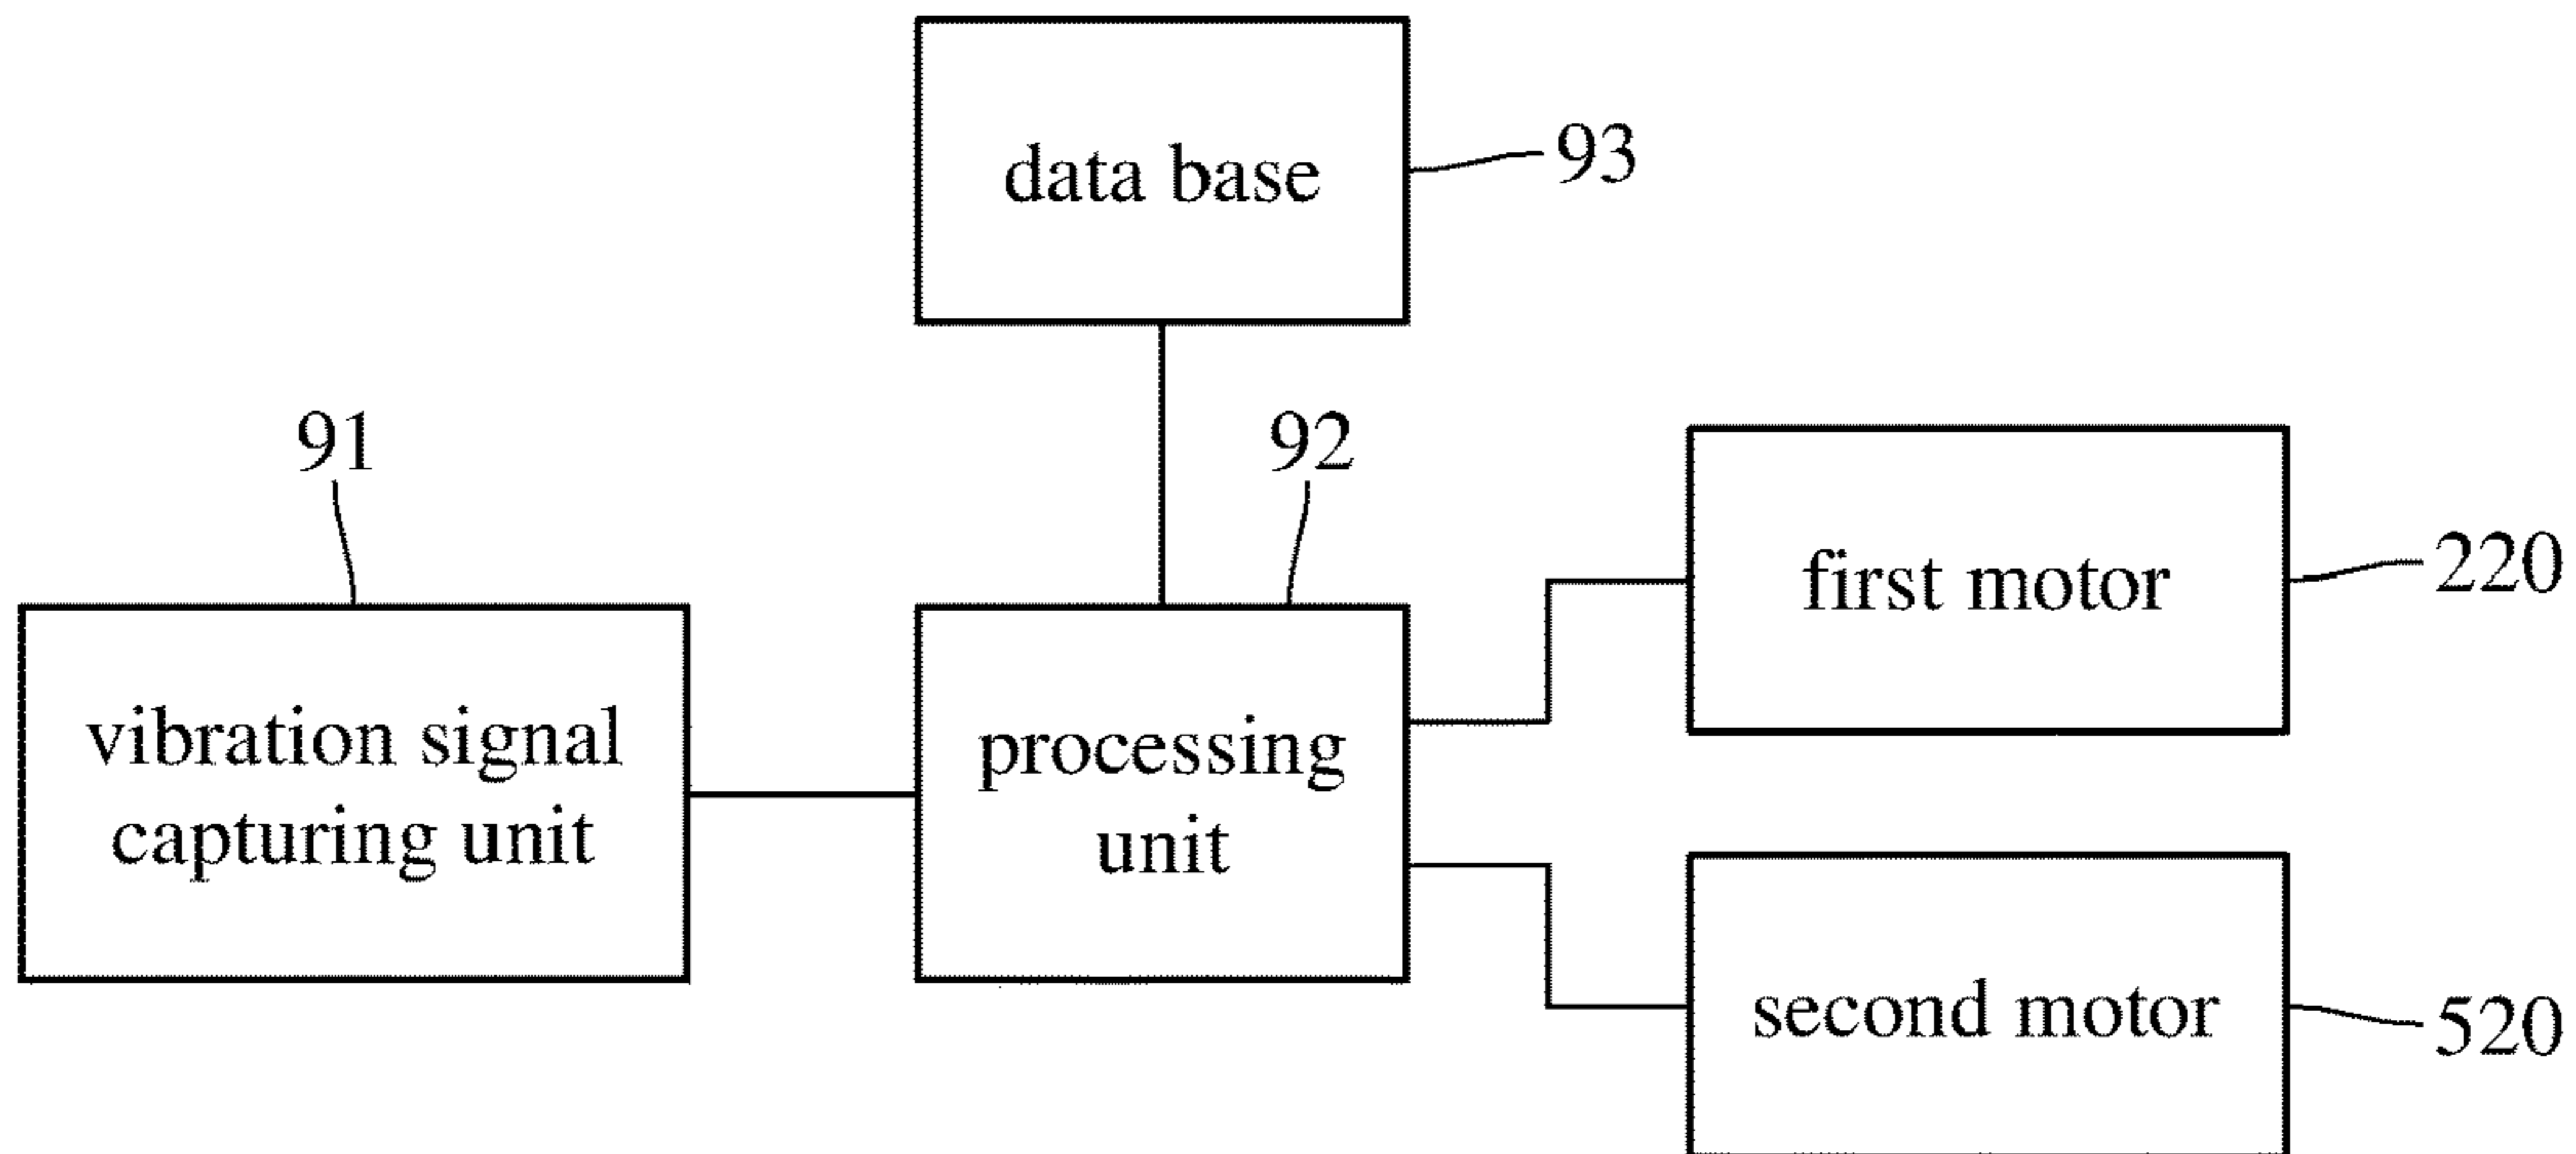 data base
93
91
92
first motor
220
vibration signal
capturing unit
processing
unit
second motor
520